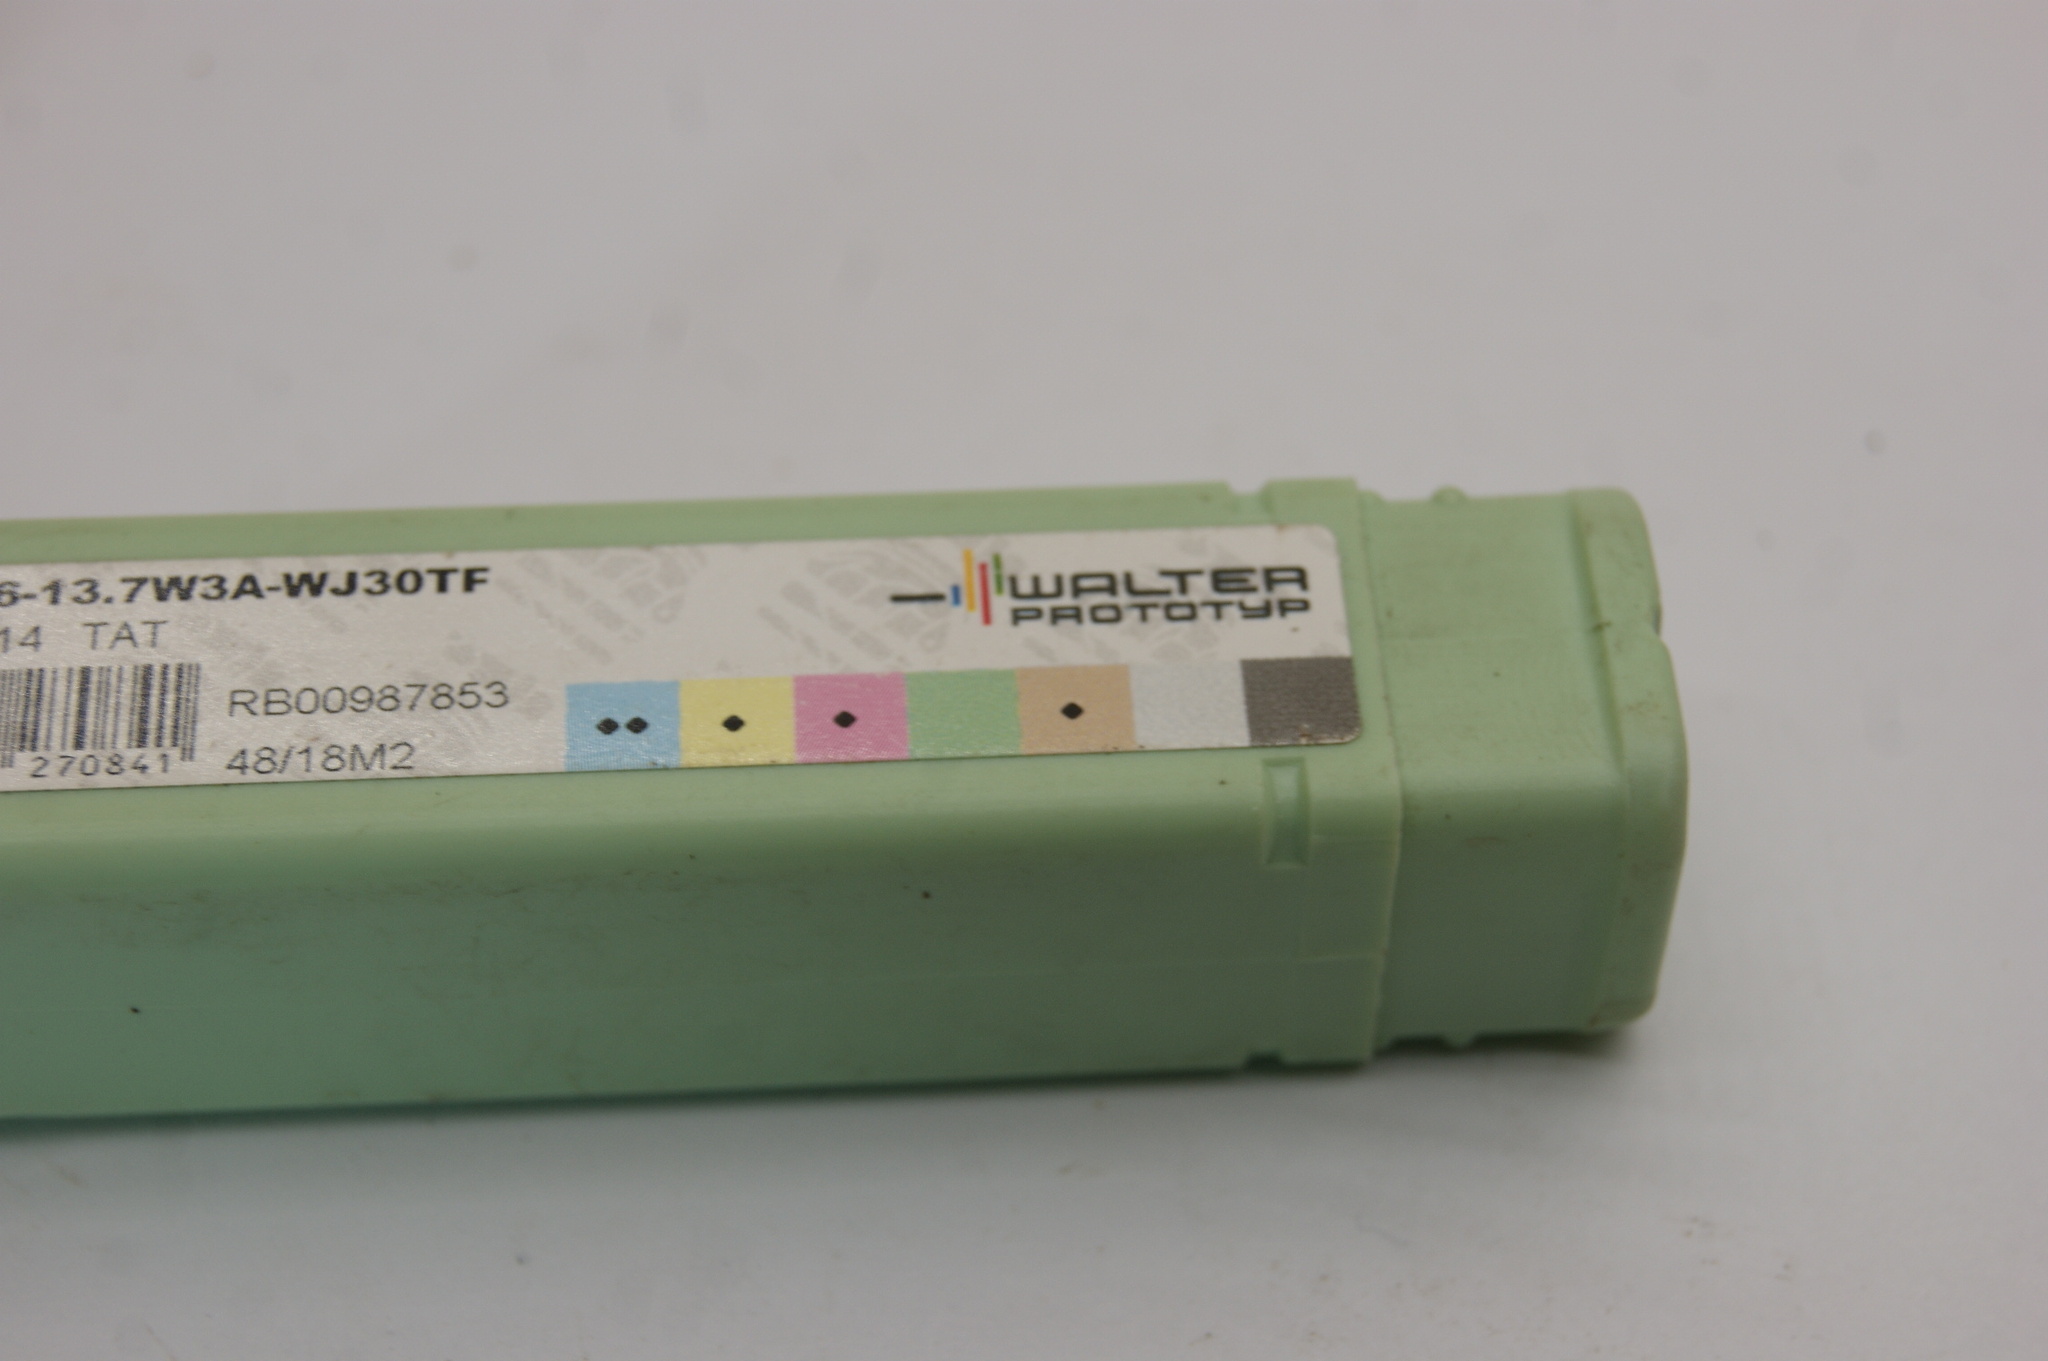 6-13.7W3A-WJ30TF
14 TAT
RB00987853
270841
48/18M2
WALTER
PROTOTYP